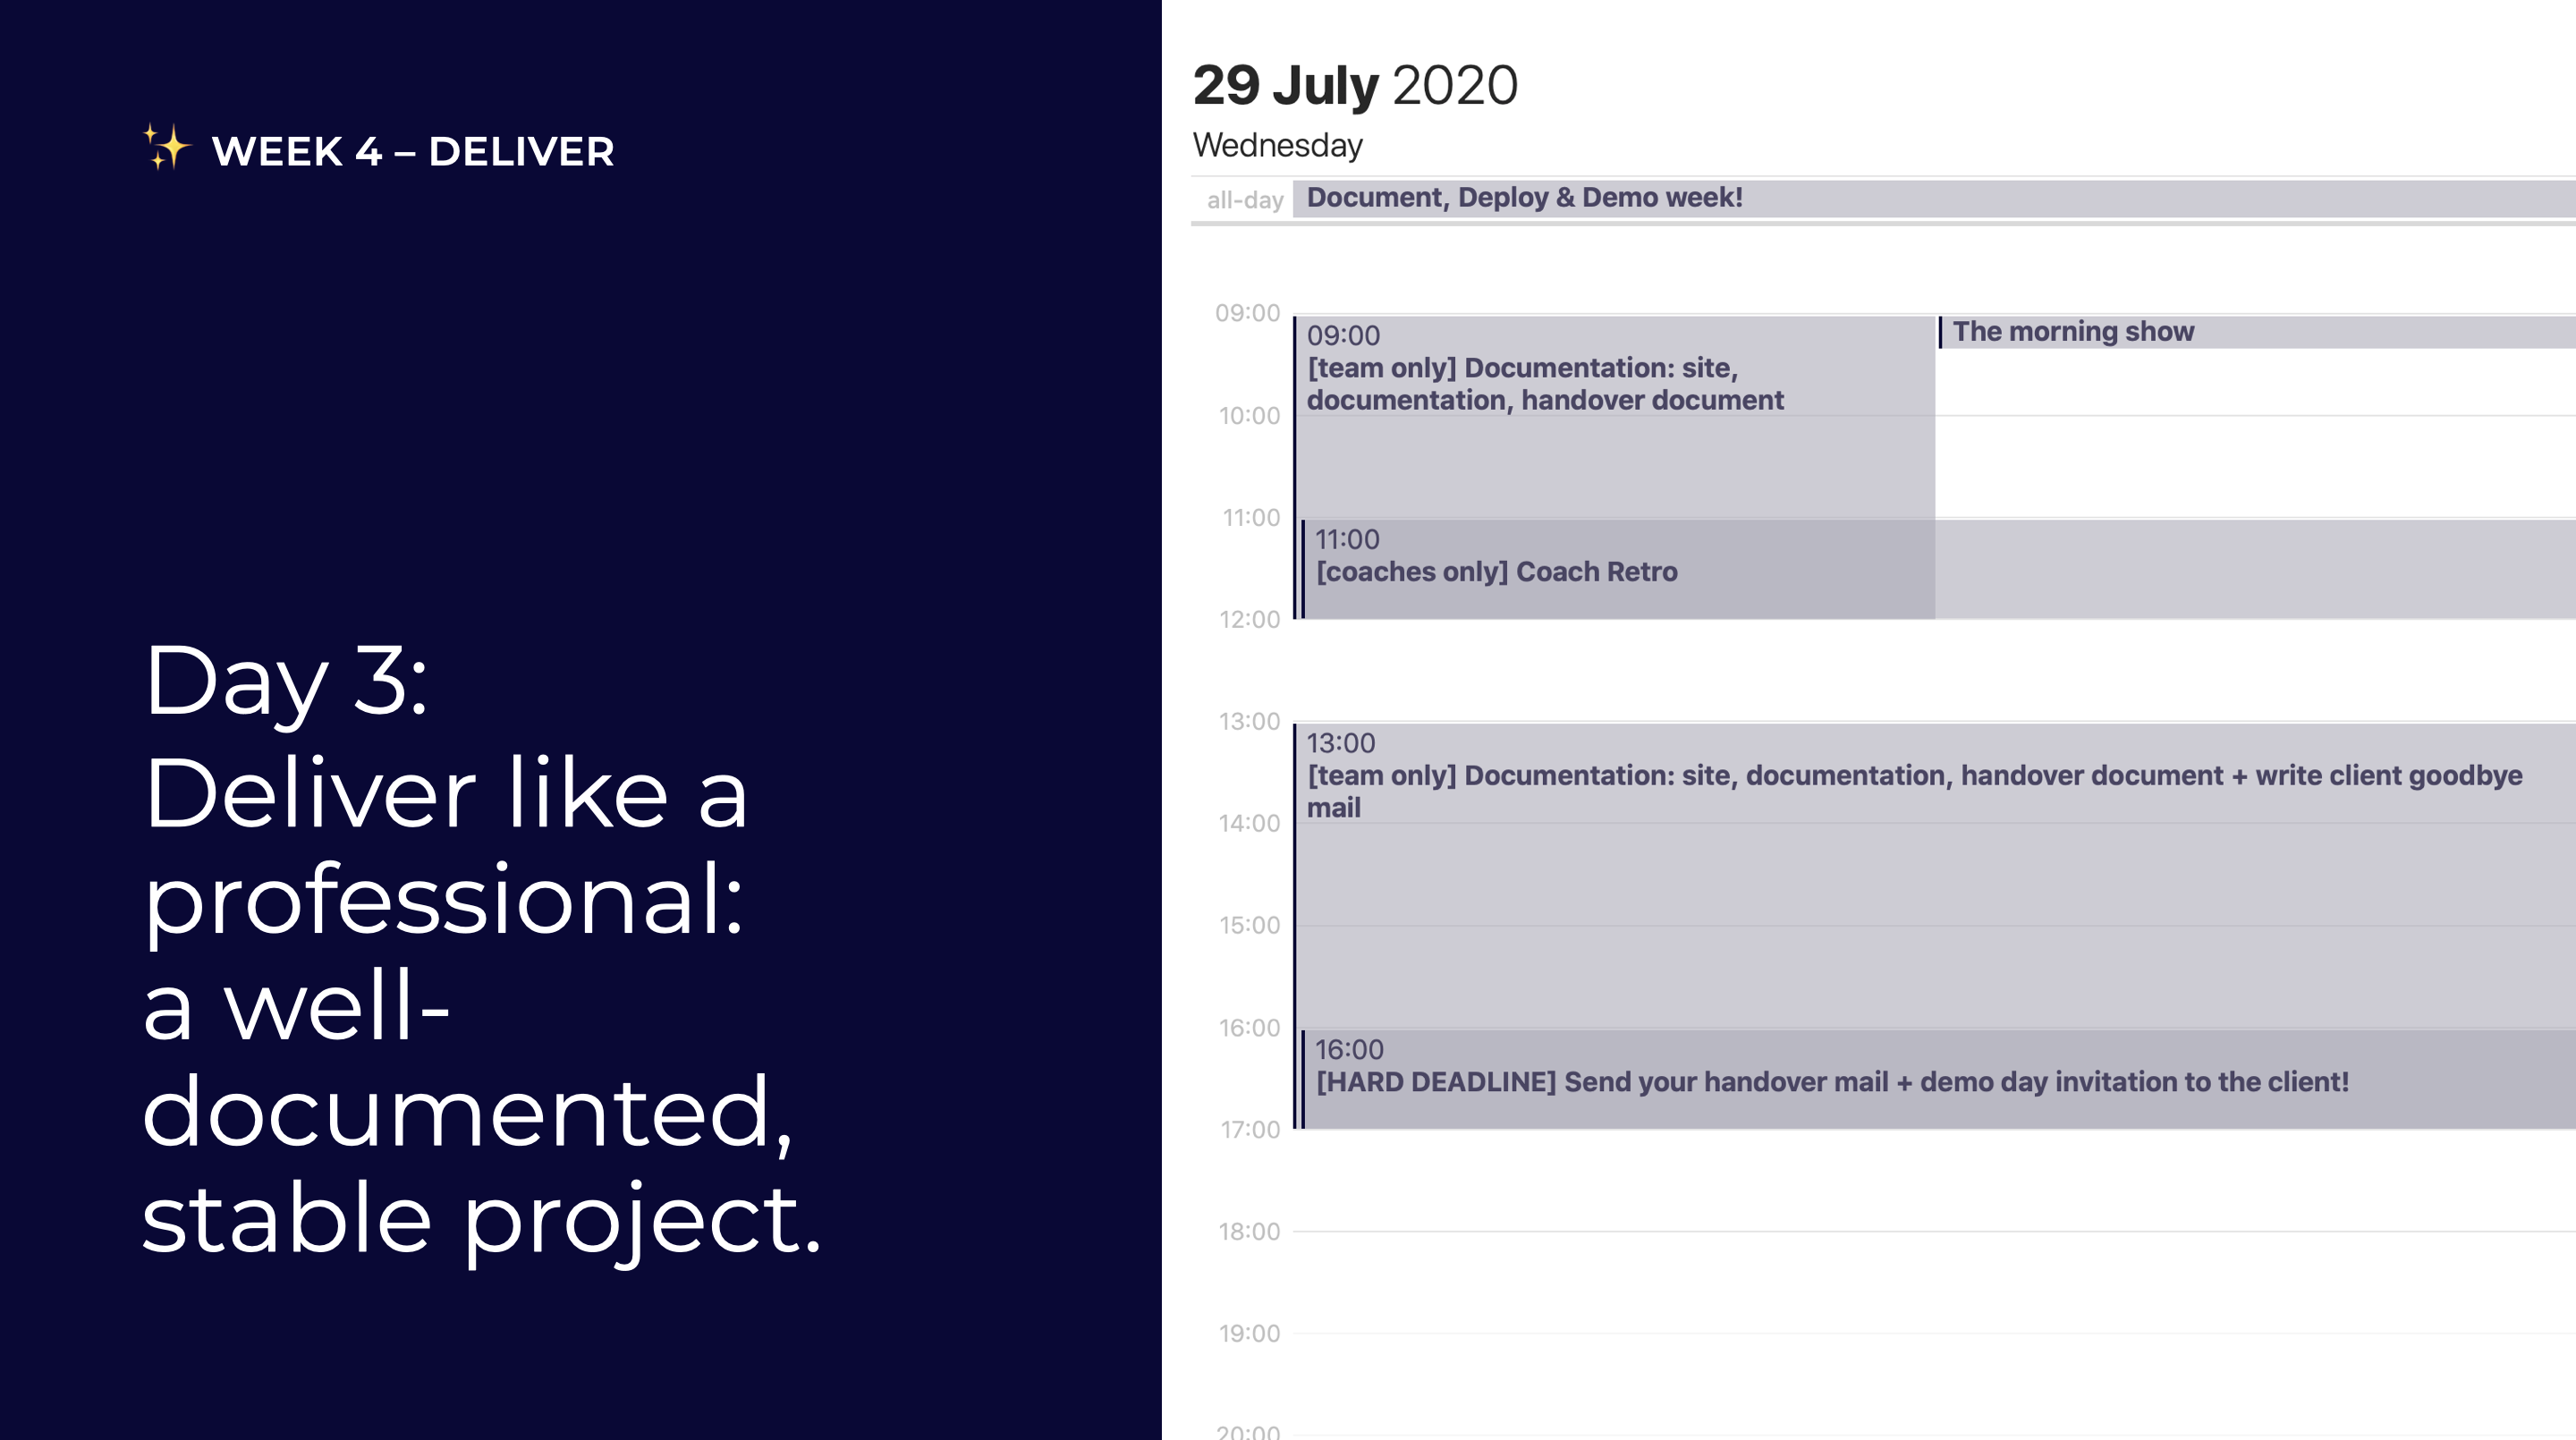 ✨ WEEK 4 – DELIVER
Day 3:
Deliver like a
professional:
a well-
documented,
stable project.
29 July 2020
Wednesday
all-day
Document, Deploy & Demo week!
09:00
09:00
[team only] Documentation: site,
documentation, handover document
The morning show
10:00
11:00
11:00
[coaches only] Coach Retro
12:00
13:00
13:00
[team only] Documentation: site, documentation, handover document + write client goodbye
mail
14:00
15:00
16:00
16:00
[HARD DEADLINE] Send your handover mail + demo day invitation to the client!
17:00
18:00
19:00
20:00